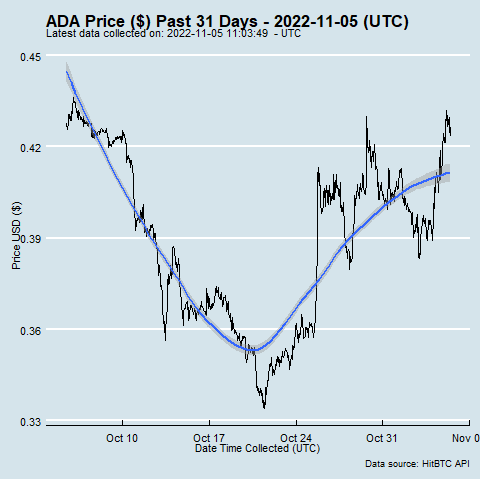 ADA Price ($) Past 31 Days - 2022-11-05 (UTC)
Latest data collected on: 2022-11-05 11:03:49 - UTC
0.45
0.42
0.39
0.36
0.33
Price USD ($)
Oct 10 Oct 17 Oct 24 Oct 31 Nov 0
Date Time Collected (UTC)
Data source: HitBTC API